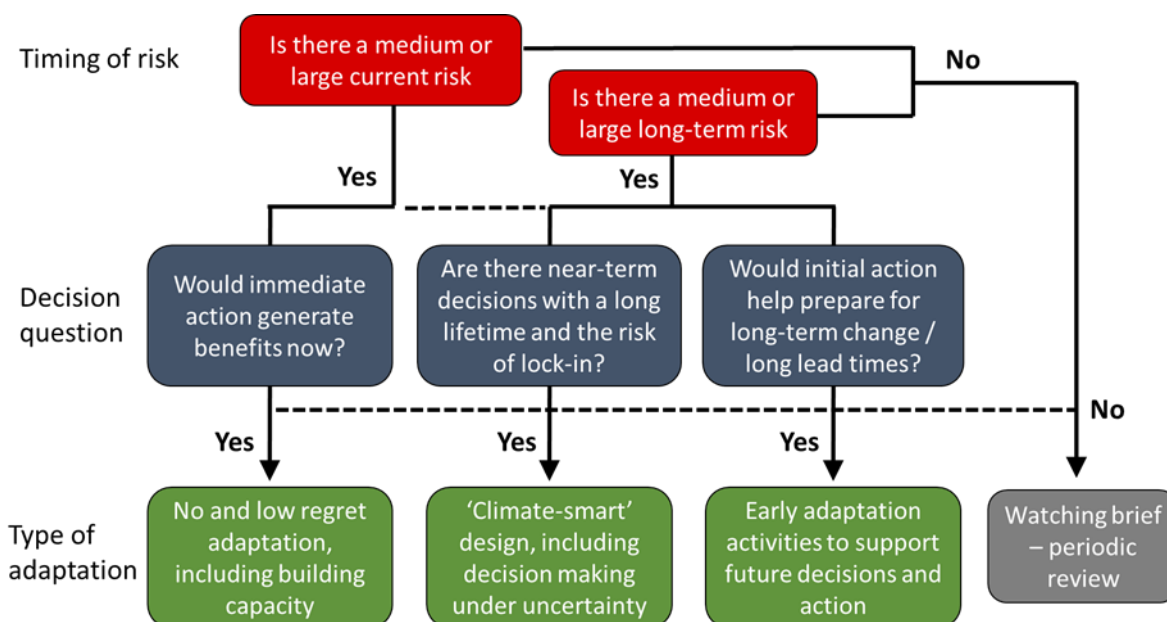 Timing of risk
Is there a medium or
large current risk
No
Is there a medium or
large long-term risk
Yes
Yes
Decision
question
Would immediate
action generate
benefits now?
Are there near-term
decisions with a long
lifetime and the risk
of lock-in?
Would initial action
help prepare for
long-term change /
long lead times?
No
Yes
Yes
Yes
Type of
adaptation
No and low regret
adaptation,
including building
capacity
‘Climate-smart’
design, including
decision making
under uncertainty
Early adaptation
activities to support
future decisions and
action
Watching brief
– periodic
review